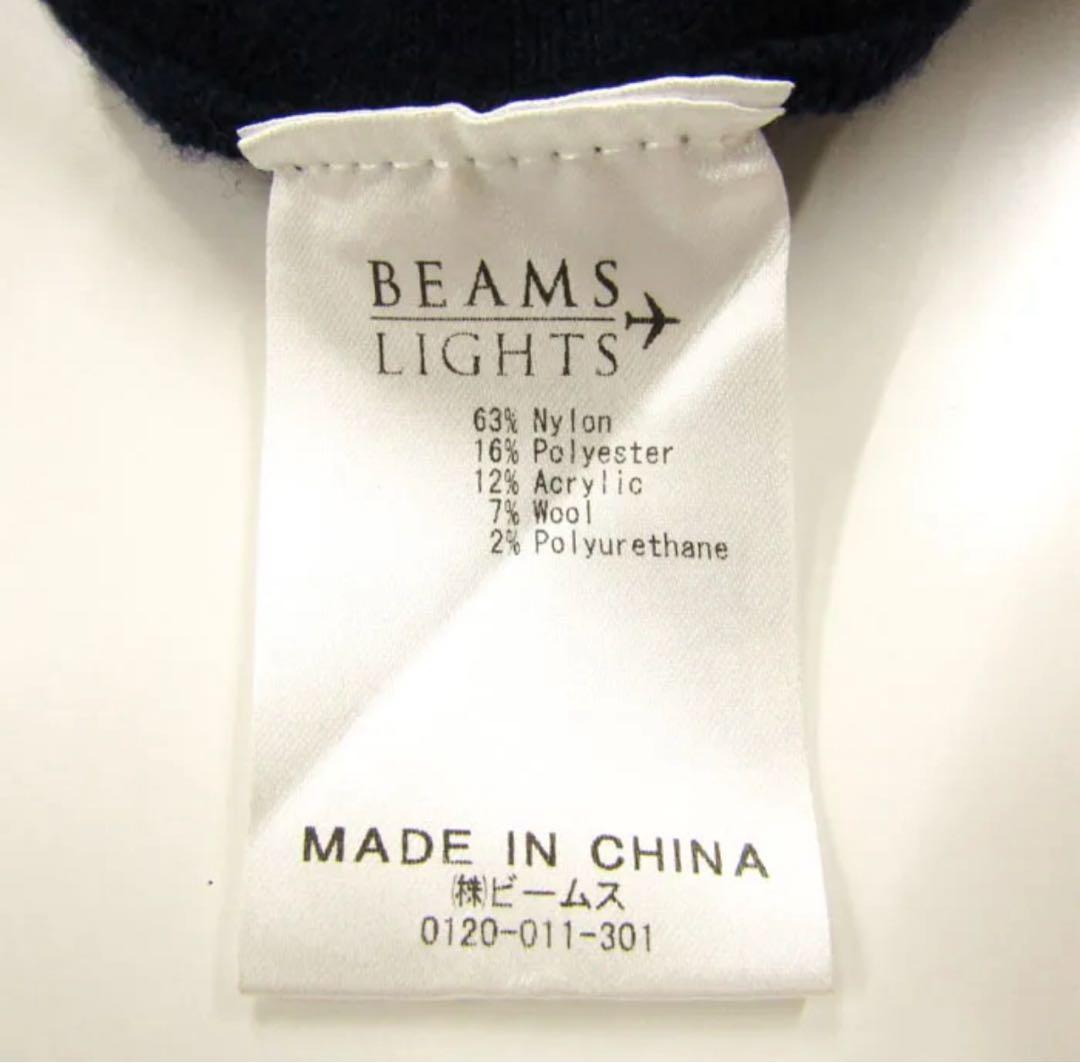 BEAMS
LIGHTS
63% Nylon
16% Polyester
12% Acrylic
7% Wool
2% Polyurethane
MADE IN CHINA
㈱ビームス
0120-011-301